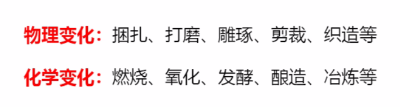 物理变化：捆扎、打磨、雕琢、剪裁、织造等
化学变化：燃烧、氧化、发酵、酿造、冶炼等